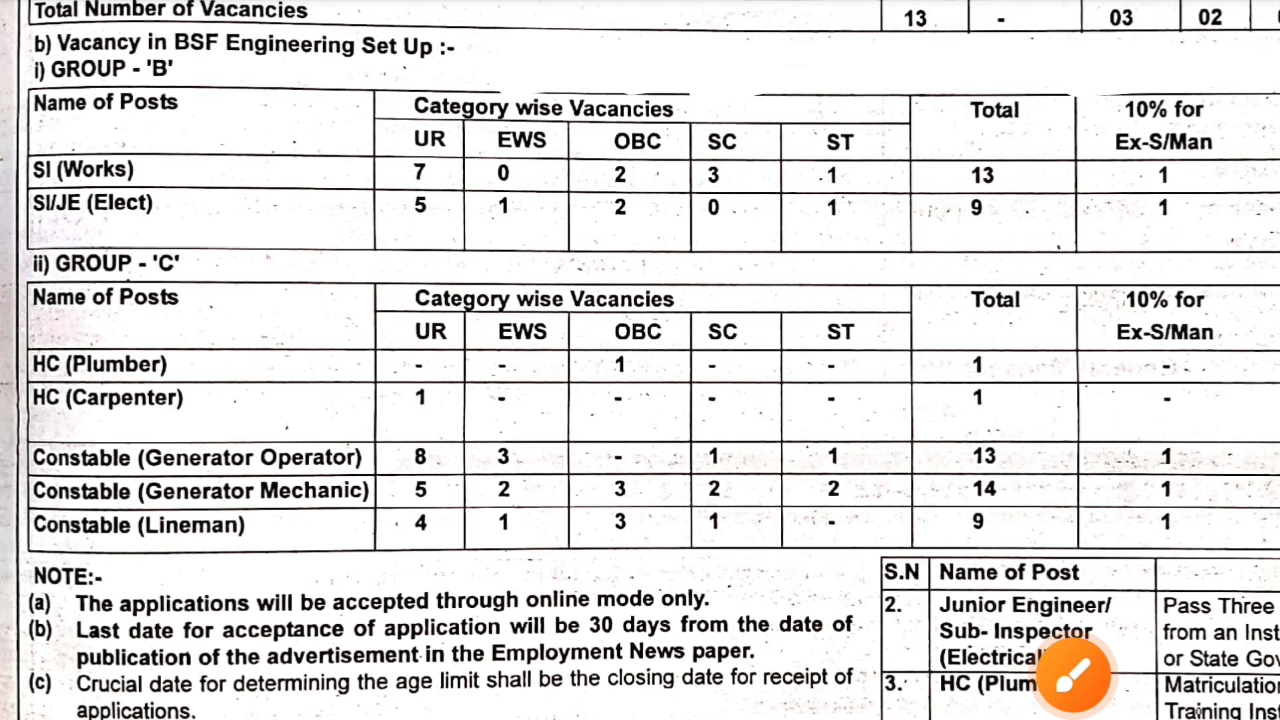 Total Number of Vacancies 13 - 03 02
b) Vacancy in BSF Engineering Set Up :-
i) GROUP - 'B'
Name of Posts Category wise Vacancies Total 10% for
UR EWS OBC SC ST Ex-S/Man
SI (Works) 7 0 2 3 1 13 1
SI/JE (Elect) 5 1 2 0 1 9 1
ii) GROUP - 'C'
Name of Posts Category wise Vacancies Total 10% for
UR EWS OBC SC ST Ex-S/Man
HC (Plumber) - - 1 - - 1 -
HC (Carpenter) 1 - - - - 1 -
Constable (Generator Operator) 8 3 - 1 1 13 1
Constable (Generator Mechanic) 5 2 3 2 2 14 1
Constable (Lineman) 4 1 3 1 - 9 1
NOTE:-
(a) The applications will be accepted through online mode only.
(b) Last date for acceptance of application will be 30 days from the date of
publication of the advertisement in the Employment News paper.
(c) Crucial date for determining the age limit shall be the closing date for receipt of
applications.
S.N Name of Post
2. Junior Engineer/ Pass Three
Sub- Inspector from an Inst
(Electrical or State Gov
3. HC (Plum Matriculation
Training Inst